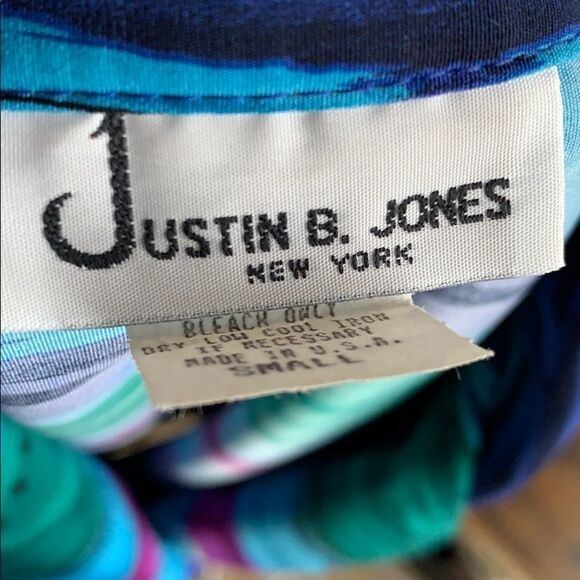 JUSTIN B. JONES
NEW YORK
BLEACH ONLY
DRY LOW COOL IRON
IF NECESSARY
MADE IN U.S.A.
SMALL